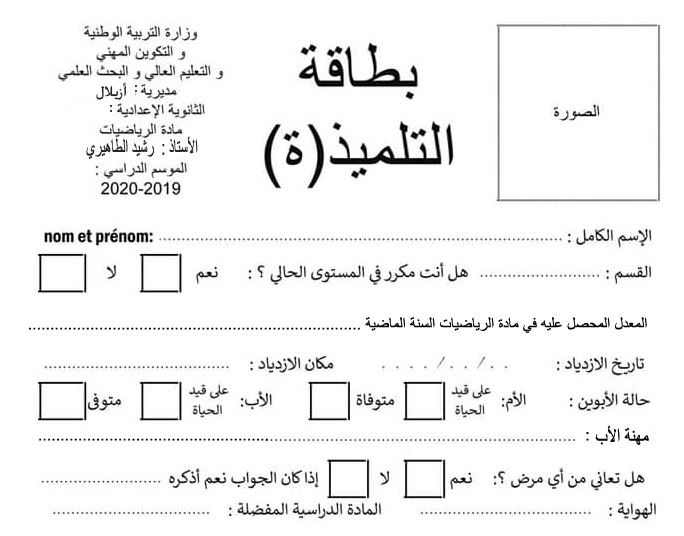 وزارة التربية الوطنية
و التكوين المهني
و التعليم العالي و البحث العلمي
مديرية : أزيلال
الثانوية الإعدادية :
مادة الرياضيات
الأستاذ : رشيد الطاهيري
الموسم الدراسي :
2020-2019
بطاقة
التلميذ(ة)
الصورة
الإسم الكامل : ........................ nom et prénom:
القسم : ........................ هل أنت مكرر في المستوى الحالي ؟ : نعم لا
المعدل المحصل عليه في مادة الرياضيات السنة الماضية ........................
تاريخ الازدياد : . . / . . / . . . . مكان الازدياد : ........................
حالة الأبوين : الأم: على قيد الحياة متوفاة الأب: على قيد الحياة متوفى
مهنة الأب : ........................
هل تعاني من أي مرض ؟: نعم لا إذا كان الجواب نعم أذكره ........................
الهواية : ........................ المادة الدراسية المفضلة : ........................